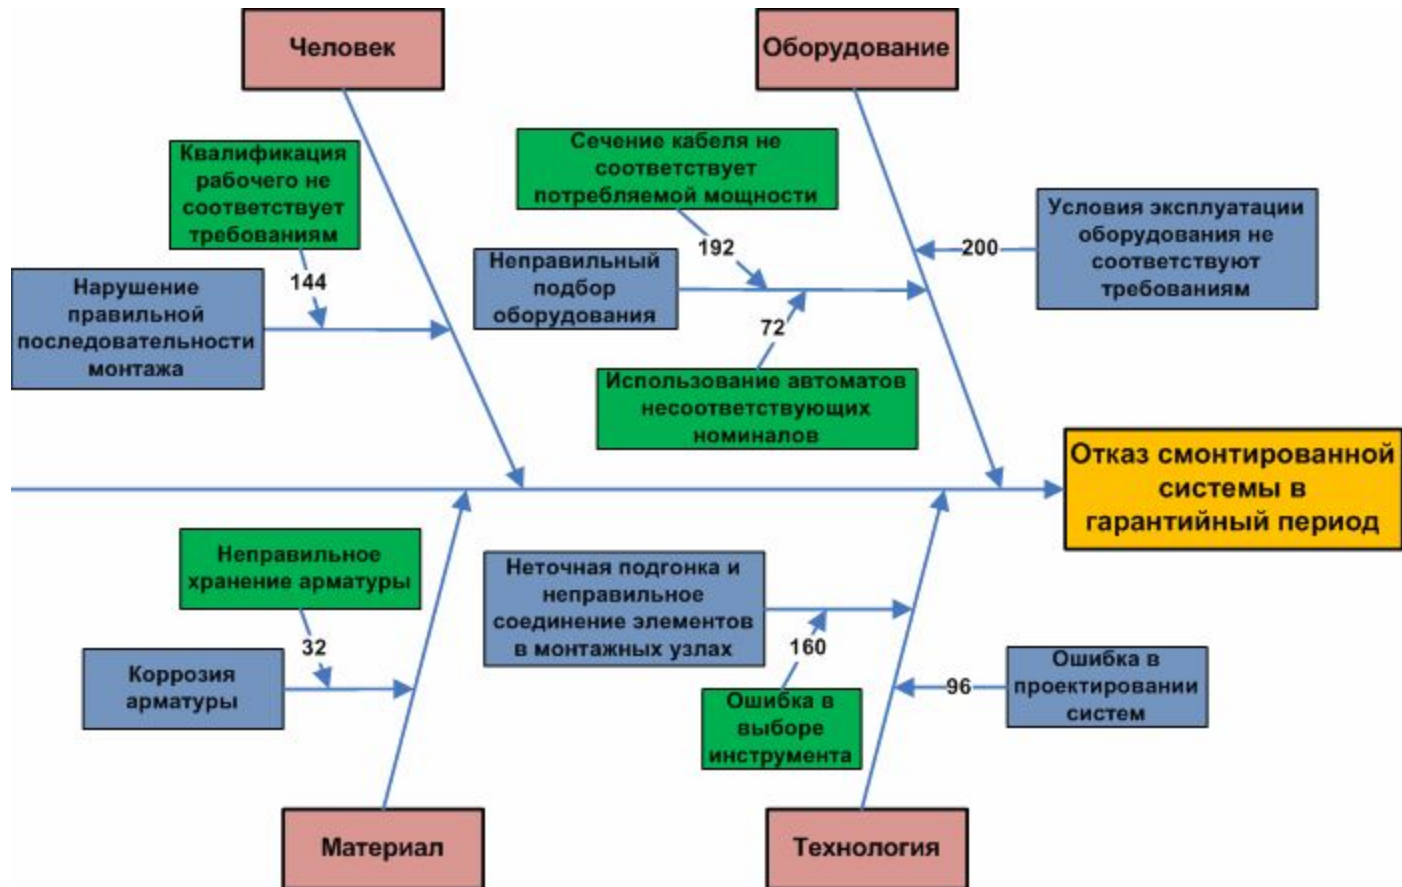 Человек
Оборудование
Квалификация
рабочего не
соответствует
требованиям
144
Нарушение
правильной
последовательности
монтажа
Сечение кабеля не
соответствует
потребляемой мощности
192
Неправильный
подбор
оборудования
72
Использование автоматов
несоответствующих
номиналов
200
Условия эксплуатации
оборудования не
соответствуют
требованиям
Отказ смонтированной
системы в
гарантийный период
Неправильное
хранение арматуры
32
Коррозия
арматуры
Неточная подгонка и
неправильное
соединение элементов
в монтажных узлах
160
Ошибка в
выборе
инструмента
96
Ошибка в
проектировании
систем
Материал
Технология